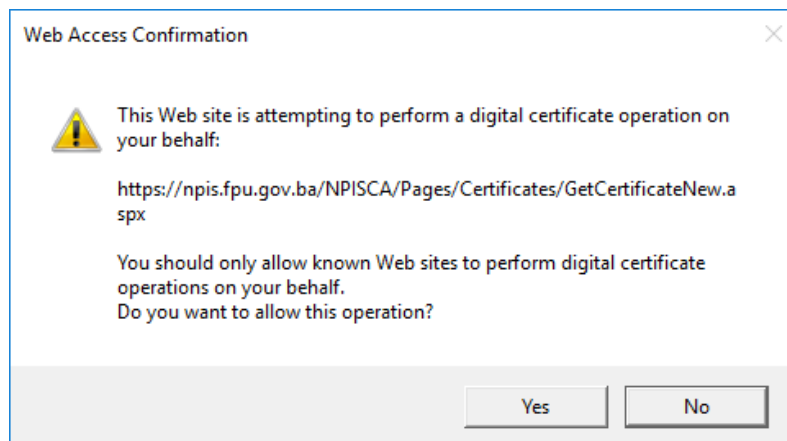 Web Access Confirmation
This Web site is attempting to perform a digital certificate operation on
your behalf:
https://npis.fpu.gov.ba/NPISCA/Pages/Certificates/GetCertificateNew.a
spx
You should only allow known Web sites to perform digital certificate
operations on your behalf.
Do you want to allow this operation?
Yes
No